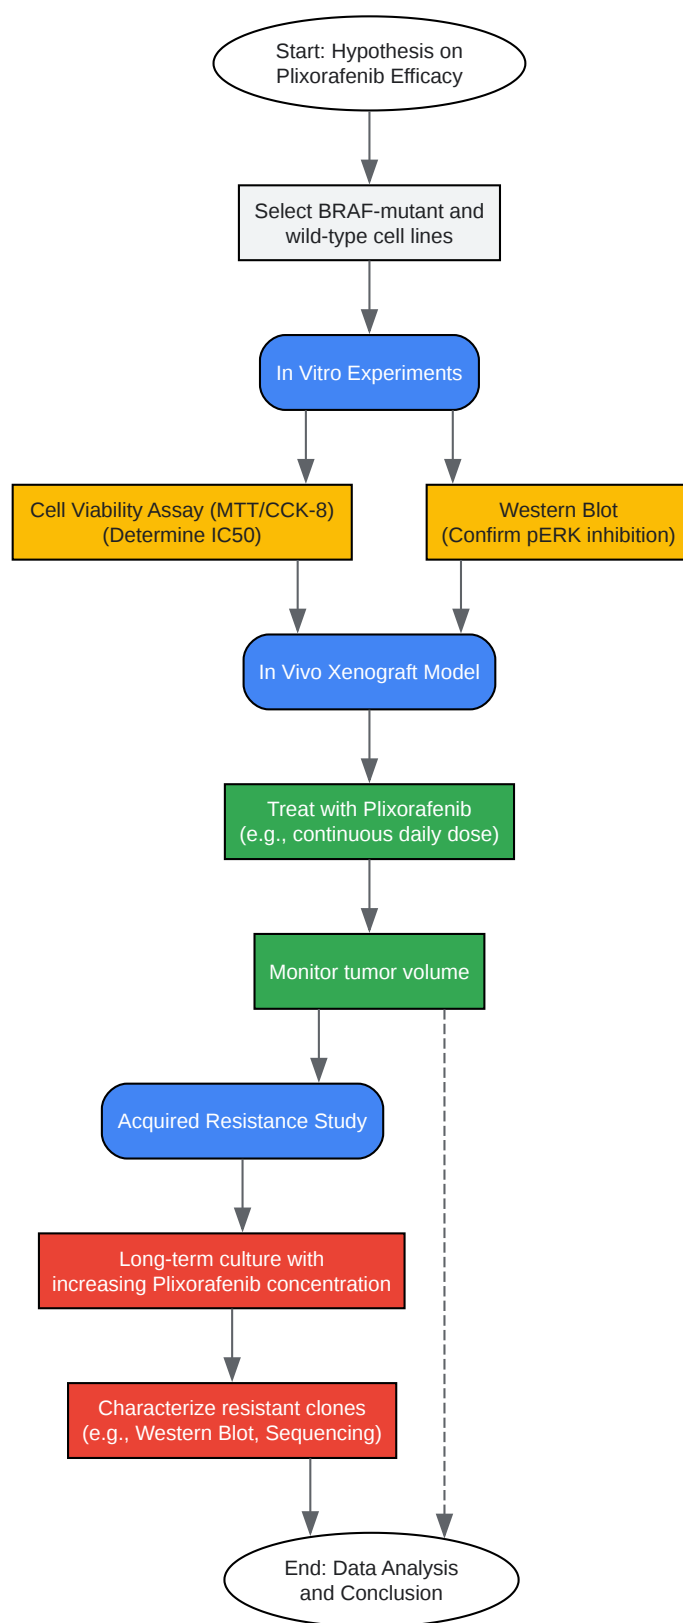 Start: Hypothesis on
Plixorafenib Efficacy
Select BRAF-mutant and
wild-type cell lines
In Vitro Experiments
Cell Viability Assay (MTT/CCK-8)
(Determine IC50)
Western Blot
(Confirm pERK inhibition)
In Vivo Xenograft Model
Treat with Plixorafenib
(e.g., continuous daily dose)
Monitor tumor volume
Acquired Resistance Study
Long-term culture with
increasing Plixorafenib concentration
Characterize resistant clones
(e.g., Western Blot, Sequencing)
End: Data Analysis
and Conclusion